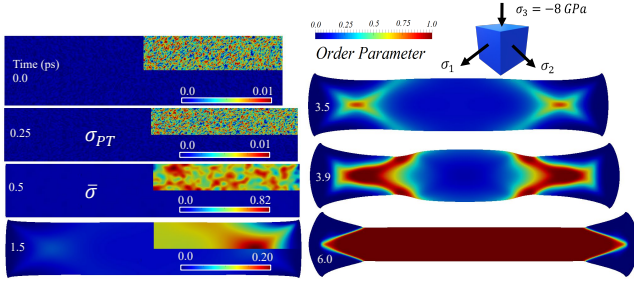 Time (ps)
0.0
0.0 0.01
0.25 σ_PT
0.0 0.01
0.5 σ̄
0.0 0.82
1.5
0.0 0.20
0.0 0.25 0.5 0.75 1.0
Order Parameter
σ₃ = −8 GPa
σ₁ σ₂
3.5
3.9
6.0